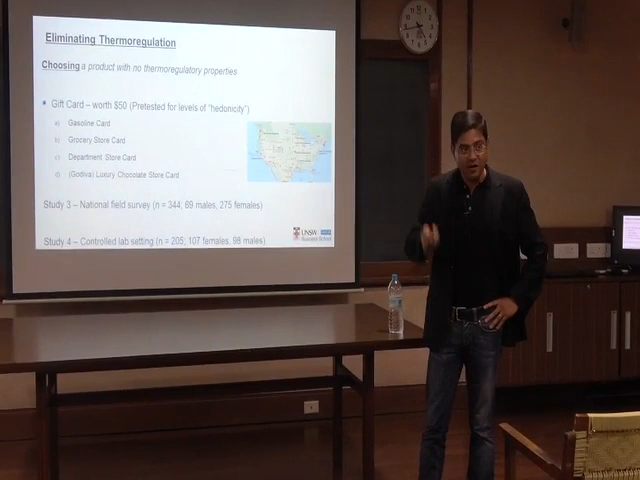 Eliminating Thermoregulation
Choosing a product with no thermoregulatory properties
Gift Card – worth $50 (Pretested for levels of "hedonicity")
a) Gasoline Card
b) Grocery Store Card
c) Department Store Card
d) (Godiva) Luxury Chocolate Store Card
Study 3 – National field survey (n = 344; 69 males, 275 females)
Study 4 – Controlled lab setting (n = 205; 107 females, 98 males)
UNSW
Business School